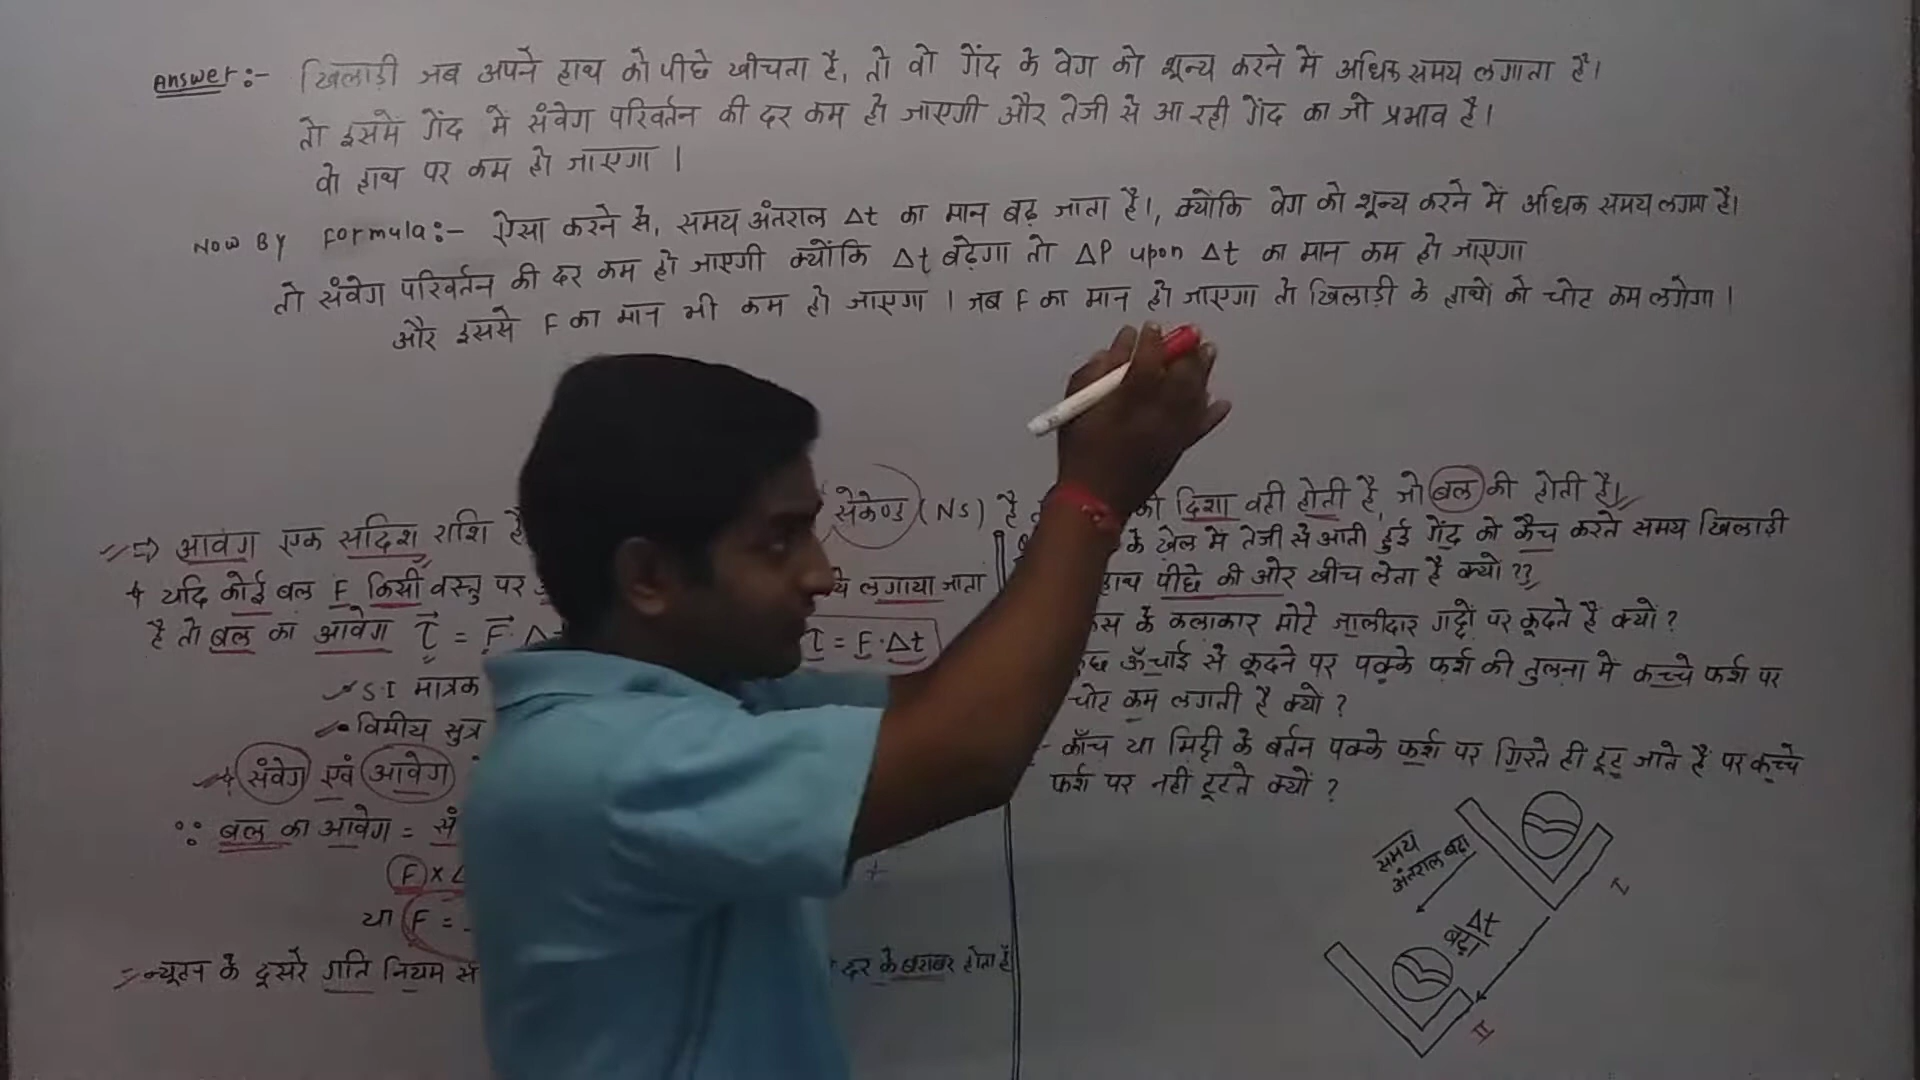 Answer:- खिलाड़ी जब अपने हाथ को पीछे खीचता है, तो वो गेंद के वेग को शून्य करने में अधिक समय लगाता है।
तो इसमें गेंद में संवेग परिवर्तन की दर कम हो जाएगी और तेजी से आ रही गेंद का जो प्रभाव है।
वो हाथ पर कम हो जाएगा ।
Now By Formula:- ऐसा करने से, समय अंतराल Δt का मान बढ़ जाता है।, क्योंकि वेग को शून्य करने में अधिक समय लगा है।
तो संवेग परिवर्तन की दर कम हो जाएगी क्योंकि Δt बढ़ेगा तो ΔP upon Δt का मान कम हो जाएगा
और इससे F का मान भी कम हो जाएगा । जब F का मान हो जाएगा तो खिलाड़ी के हाथों को चोट कम लगेगा ।
⇒ आवेग एक सदिश राशि है
सेकेण्ड (NS) है
दिशा वही होती है, जो बल की होती है।
यदि कोई बल F किसी वस्तु पर
लगाया जाता
है तो बल का आवेग
= F⃗.
= F.Δt
S.I मात्रक
विमीय सुत्र
संवेग एवं आवेग
∵ बल का आवेग =
F ×
या F =
न्यूटन के दूसरे गति नियम से
दर के बराबर होता है
के खेल में तेजी से आती हुई गेंद को कैच करते समय खिलाड़ी
हाथ पीछे की ओर खींच लेता है क्यों ??
के कलाकार मोटे जालीदार गद्दों पर कूदते है क्यों ?
ऊँचाई से कूदने पर पक्के फर्श की तुलना में कच्चे फर्श पर
चोट कम लगती है क्यों ?
काँच या मिट्टी के बर्तन पक्के फर्श पर गिरते ही टूट जाते हैं पर कच्चे
फर्श पर नही टूटते क्यों ?
समय
अंतराल बढ़ा
I
Δt
बढ़ा
II